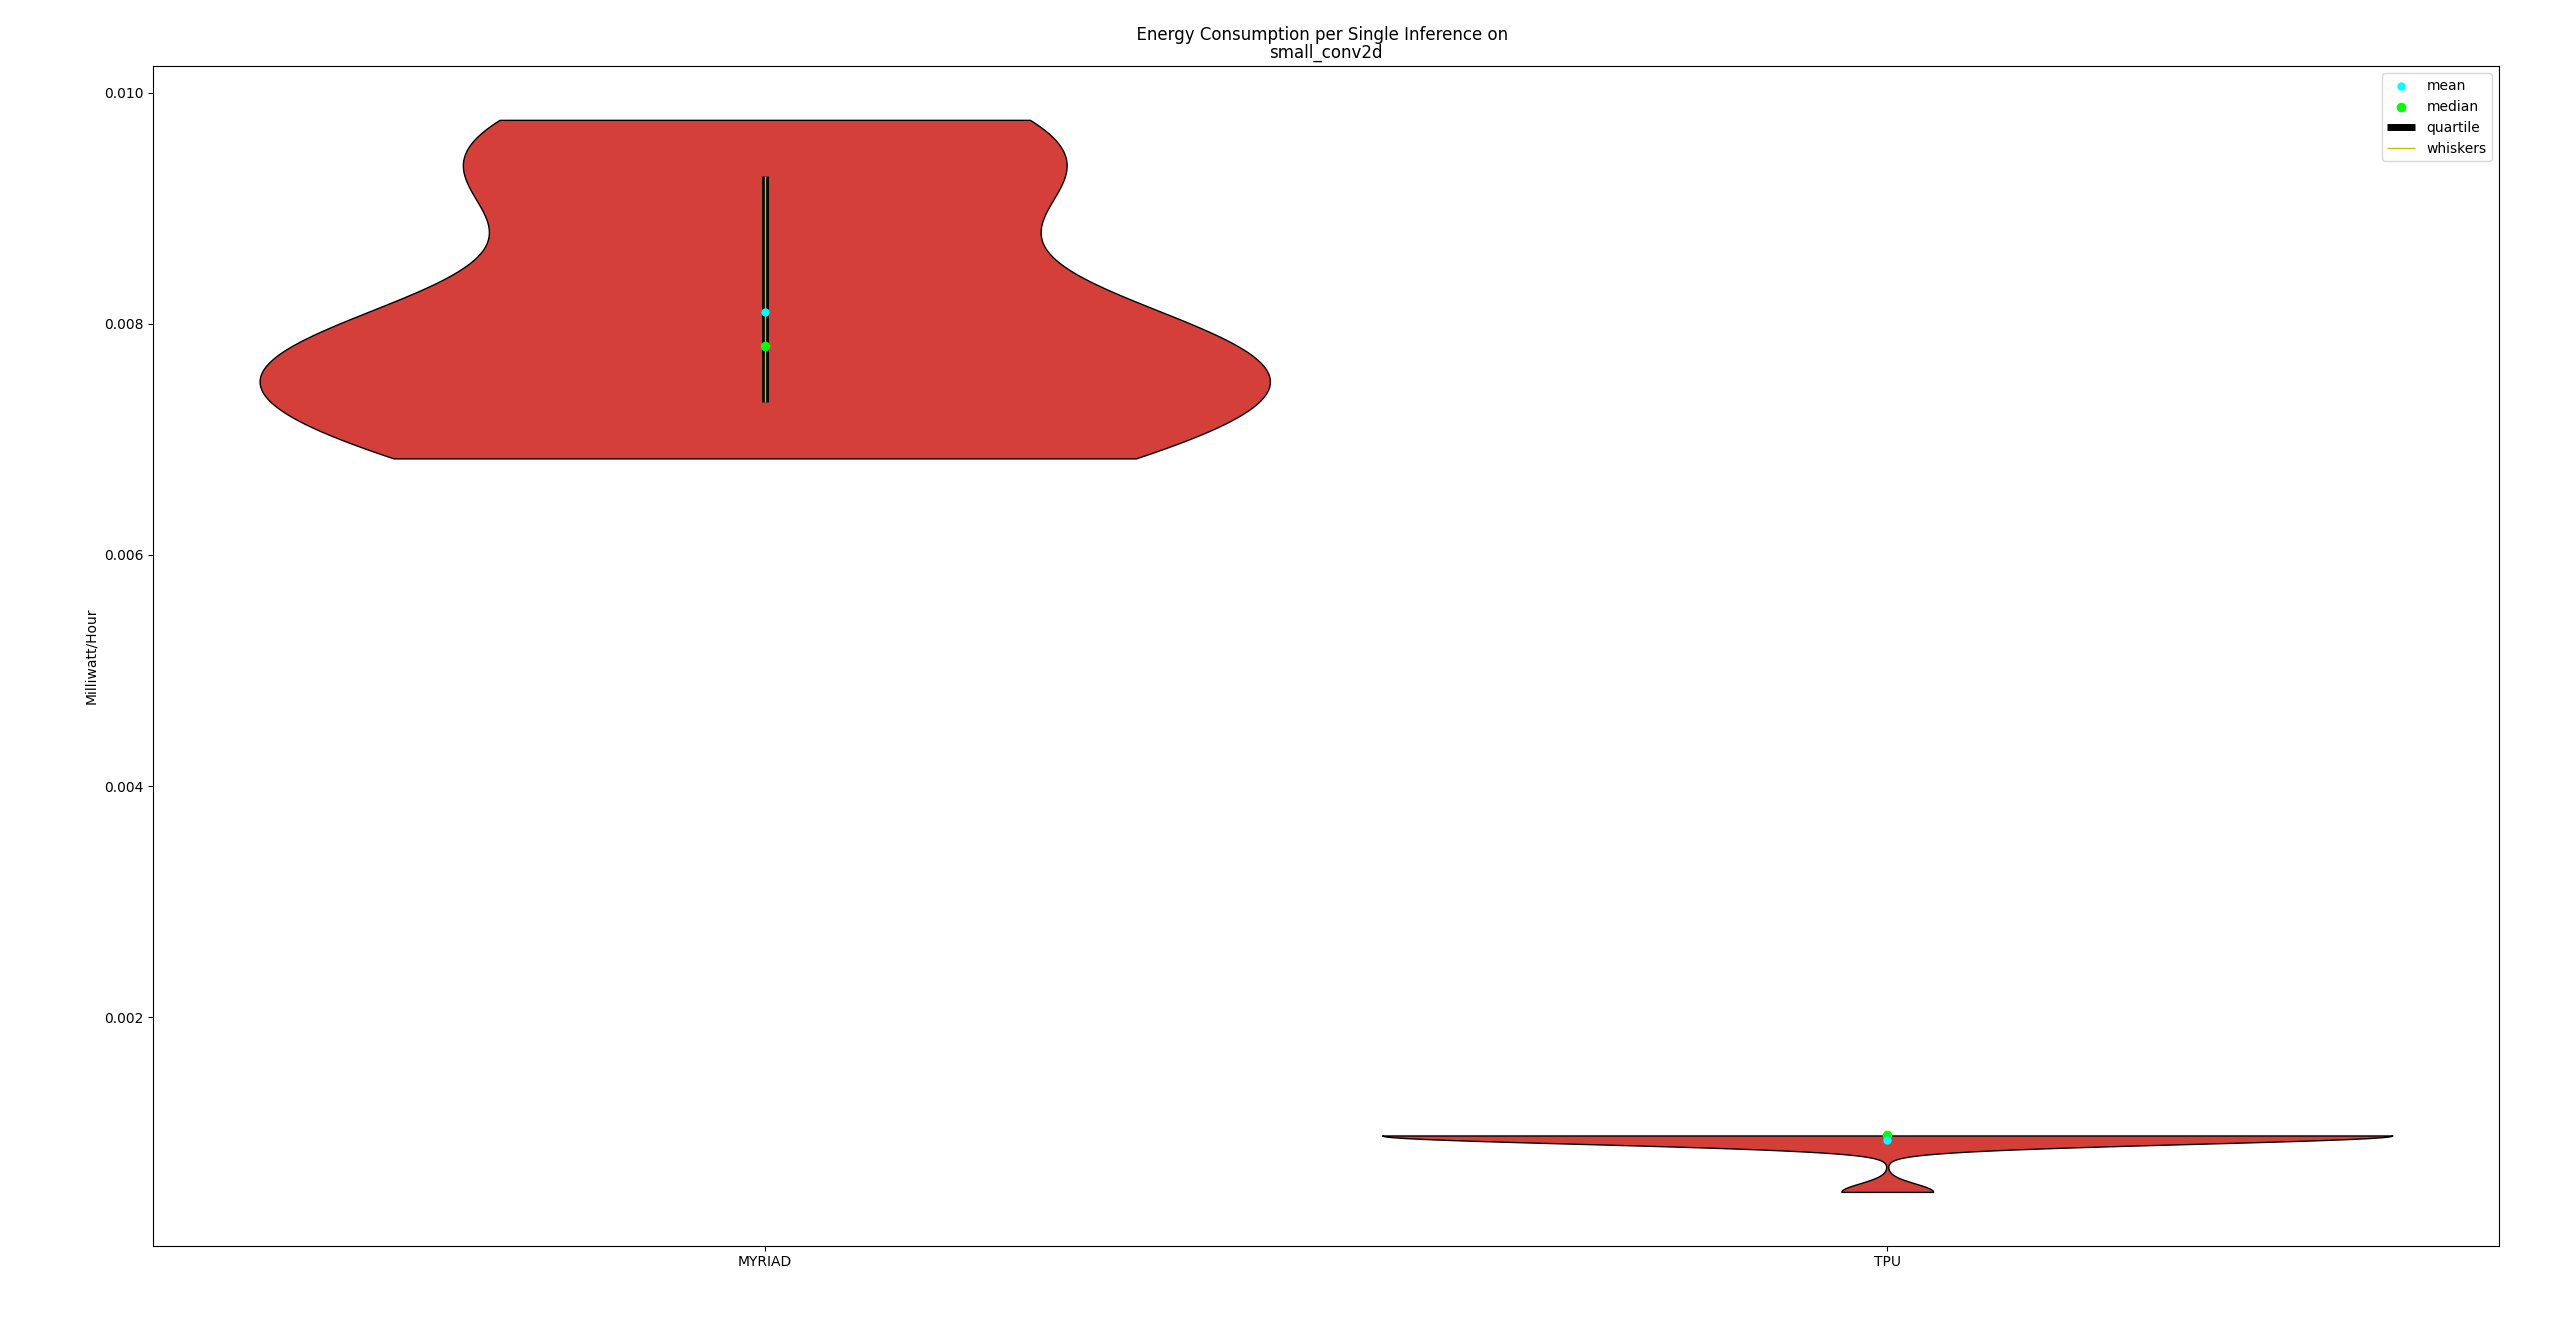 Energy Consumption per Single Inference on
small_conv2d
mean
median
quartile
whiskers
0.010
0.008
0.006
0.004
0.002
Milliwatt/Hour
MYRIAD
TPU